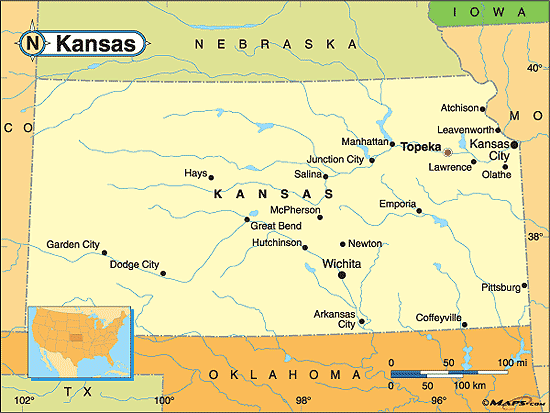 N Kansas
IOWA
NEBRASKA
40°
CO
MO
Atchison
Leavenworth
Kansas
City
Manhattan
Topeka
Junction City
Lawrence
Olathe
Hays
Salina
KANSAS
McPherson
Emporia
Great Bend
38°
Garden City
Hutchinson
Newton
Dodge City
Wichita
Pittsburg
Arkansas
City
Coffeyville
OKLAHOMA
0 50 100 mi
0 50 100 km
TX
102° 100° 98° 96°
©MAPS.com